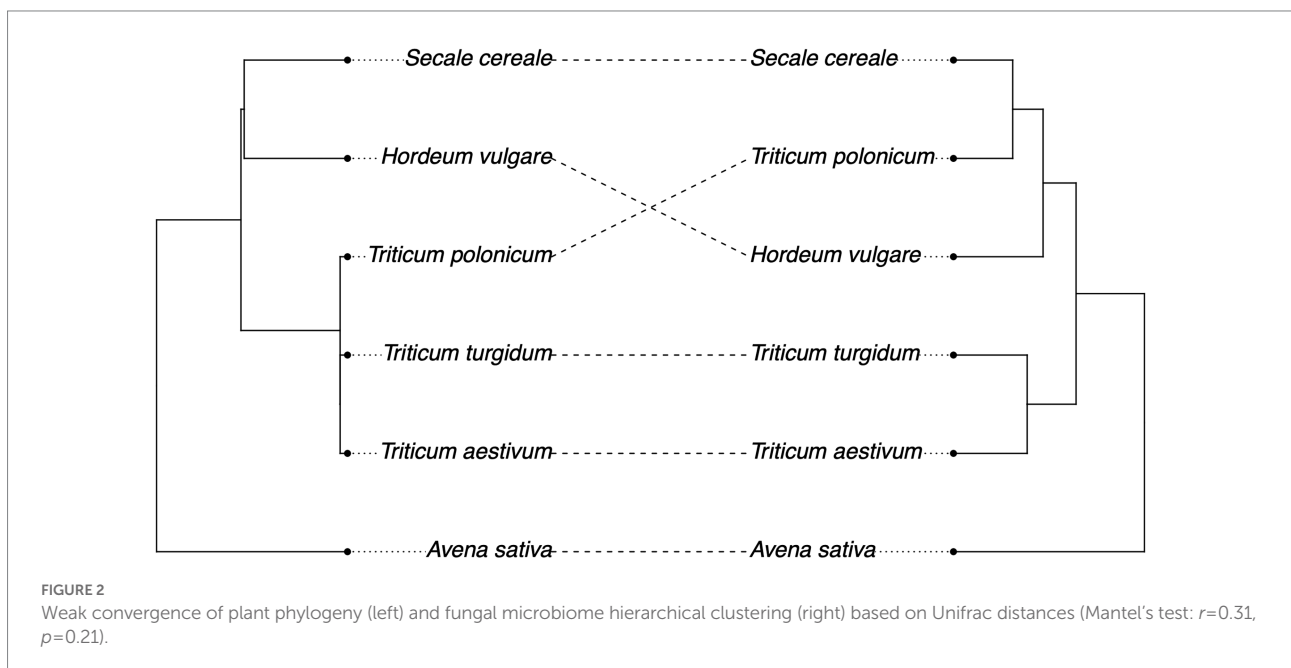 Secale cereale Secale cereale
Hordeum vulgare Triticum polonicum
Triticum polonicum Hordeum vulgare
Triticum turgidum Triticum turgidum
Triticum aestivum Triticum aestivum
Avena sativa Avena sativa
FIGURE 2
Weak convergence of plant phylogeny (left) and fungal microbiome hierarchical clustering (right) based on Unifrac distances (Mantel’s test: r=0.31,
p=0.21).